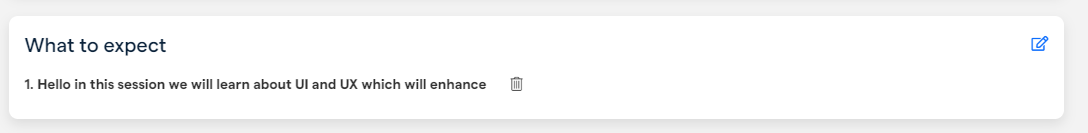 What to expect
1. Hello in this session we will learn about UI and UX which will enhance